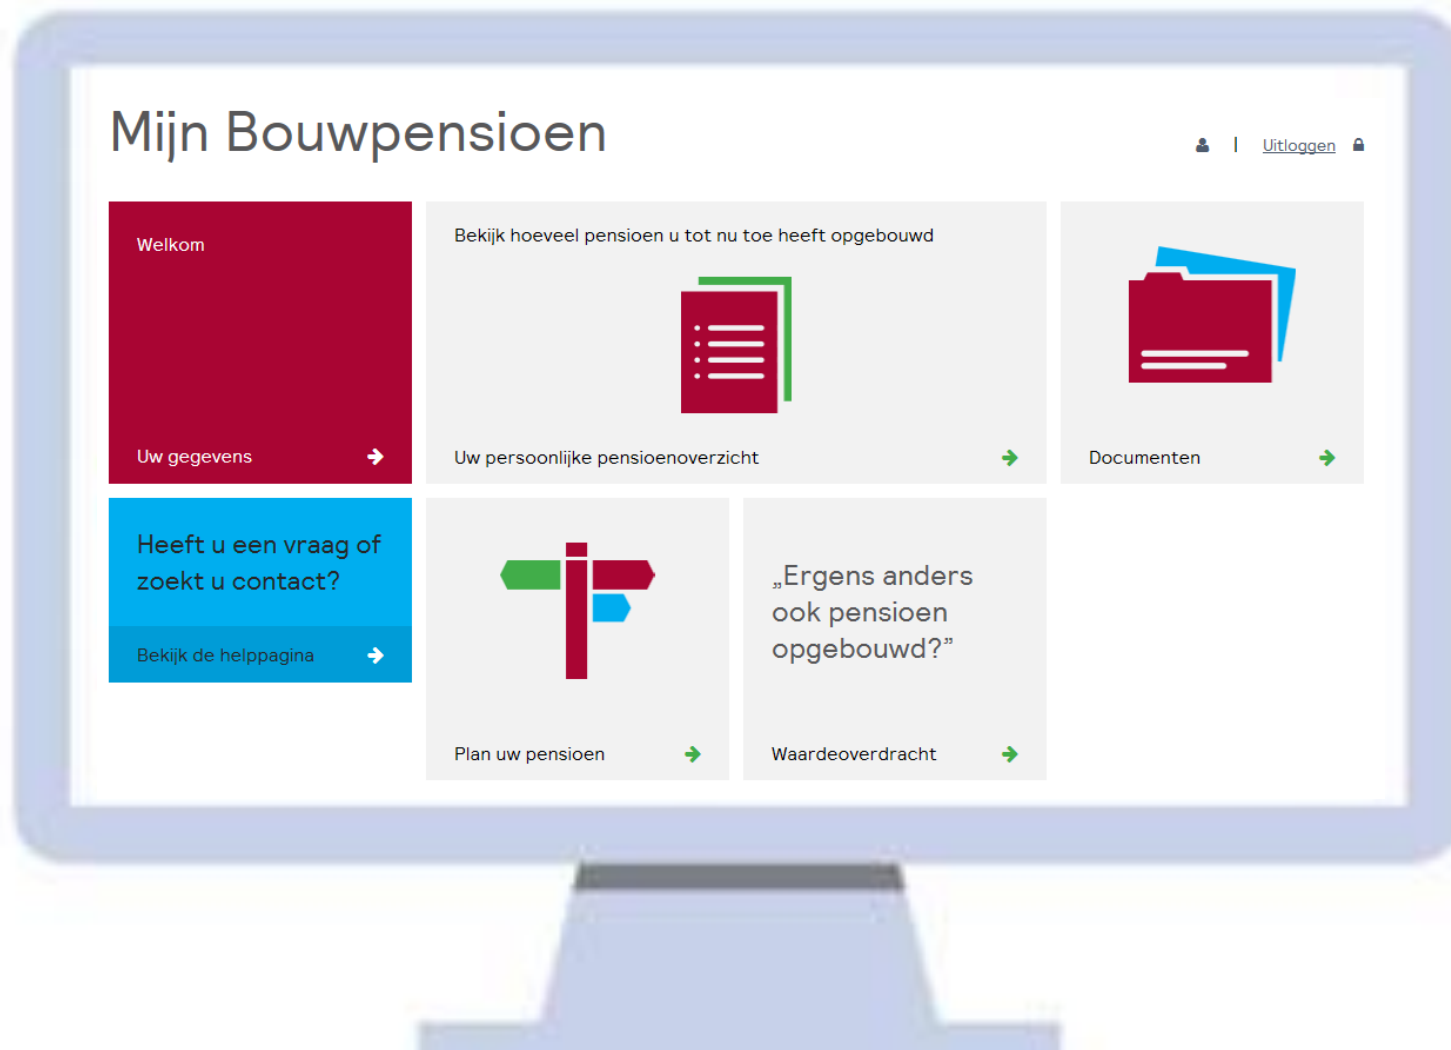 Mijn Bouwpensioen
Uitloggen
Welkom
Uw gegevens
Bekijk hoeveel pensioen u tot nu toe heeft opgebouwd
Uw persoonlijke pensioenoverzicht
Documenten
Heeft u een vraag of
zoekt u contact?
Bekijk de helppagina
Plan uw pensioen
„Ergens anders
ook pensioen
opgebouwd?”
Waardeoverdracht